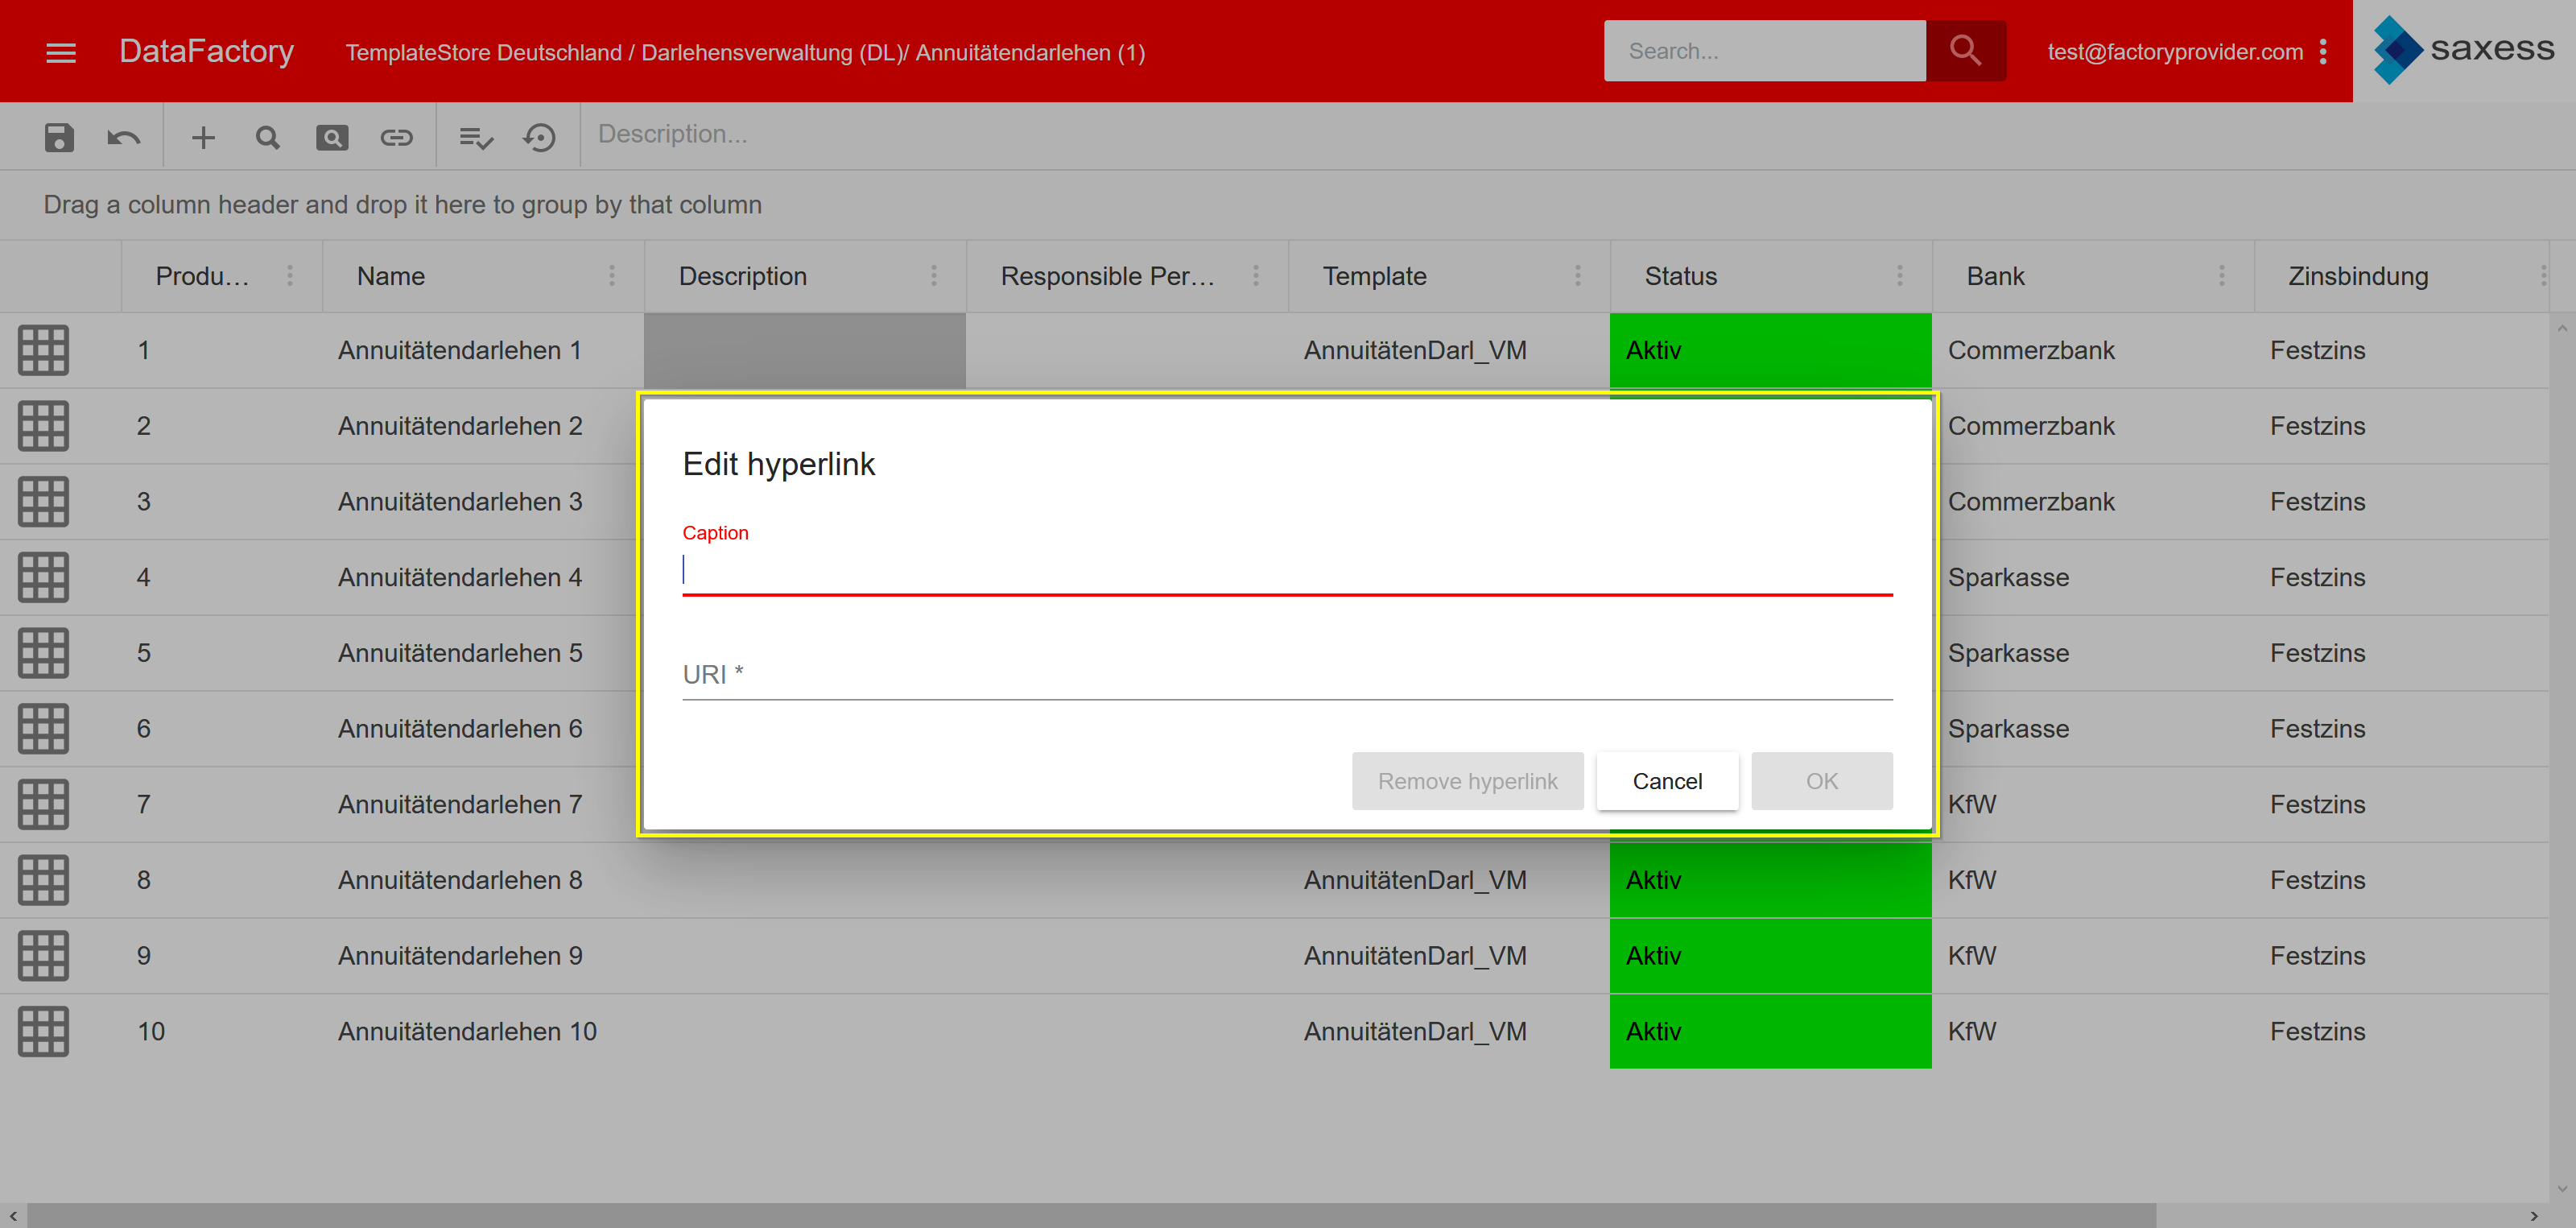 DataFactory TemplateStore Deutschland / Darlehensverwaltung (DL)/ Annuitätendarlehen (1) Search... test@factoryprovider.com saxess
Description...
Drag a column header and drop it here to group by that column
Produ... Name Description Responsible Per... Template Status Bank Zinsbindung
1 Annuitätendarlehen 1 AnnuitätenDarl_VM Aktiv Commerzbank Festzins
2 Annuitätendarlehen 2 Commerzbank Festzins
3 Annuitätendarlehen 3 Commerzbank Festzins
4 Annuitätendarlehen 4 Sparkasse Festzins
5 Annuitätendarlehen 5 Sparkasse Festzins
6 Annuitätendarlehen 6 Sparkasse Festzins
7 Annuitätendarlehen 7 KfW Festzins
8 Annuitätendarlehen 8 AnnuitätenDarl_VM Aktiv KfW Festzins
9 Annuitätendarlehen 9 AnnuitätenDarl_VM Aktiv KfW Festzins
10 Annuitätendarlehen 10 AnnuitätenDarl_VM Aktiv KfW Festzins
Edit hyperlink
Caption
URI *
Remove hyperlink Cancel OK